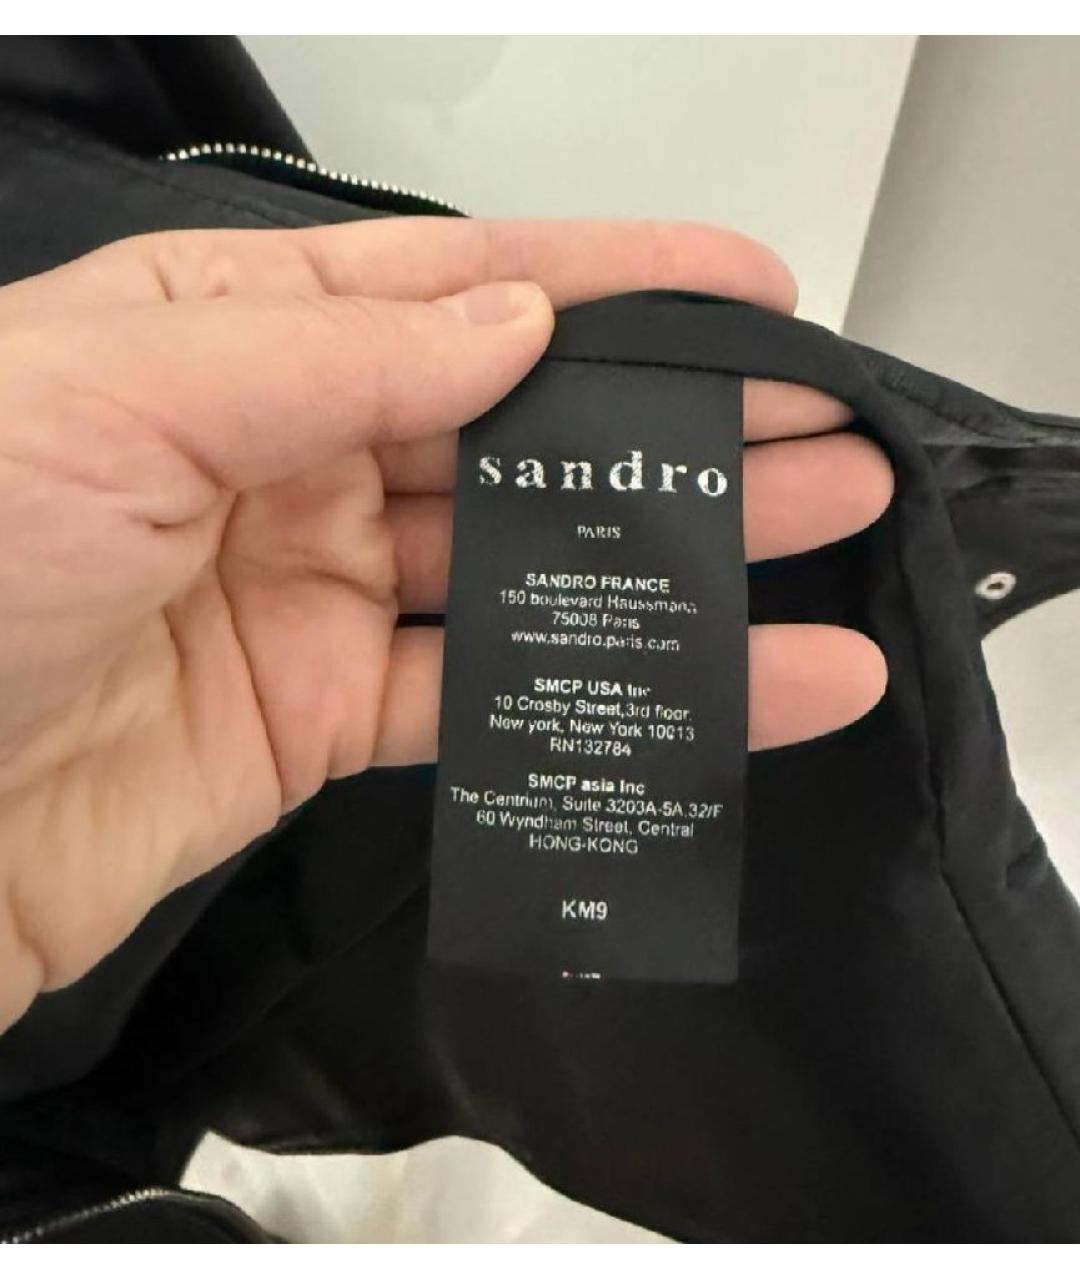 sandro
PARIS
SANDRO FRANCE
150 boulevard Haussmann
75008 Paris
www.sandro.paris.com
SMCP USA Inc
10 Crosby Street,3rd floor.
New york, New York 10013
RN132784
SMCP asia Inc
The Centrium, Suite 3203A-5A,32/F
60 Wyndham Street, Central
HONG-KONG
KM9